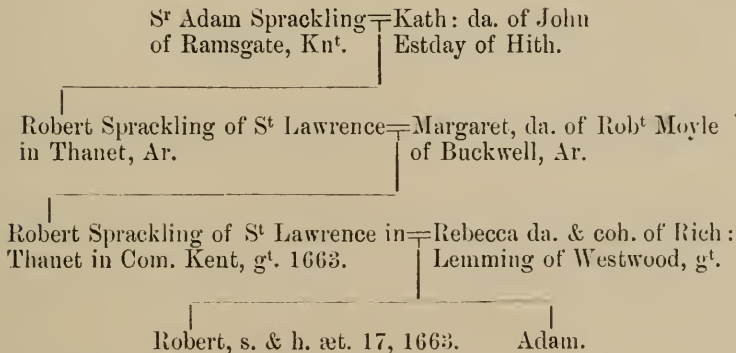 Sʳ Adam Sprackling Kath: da. of John
of Ramsgate, Knᵗ. Estday of Hith.
Robert Sprackling of Sᵗ Lawrence Margaret, da. of Robᵗ Moyle
in Thanet, Ar. of Buckwell, Ar.
Robert Sprackling of Sᵗ Lawrence in Rebecca da. & coh. of Rich:
Thanet in Com. Kent, gᵗ. 1663. Lemming of Westwood, gᵗ.
Robert, s. & h. æt. 17, 1663. Adam.